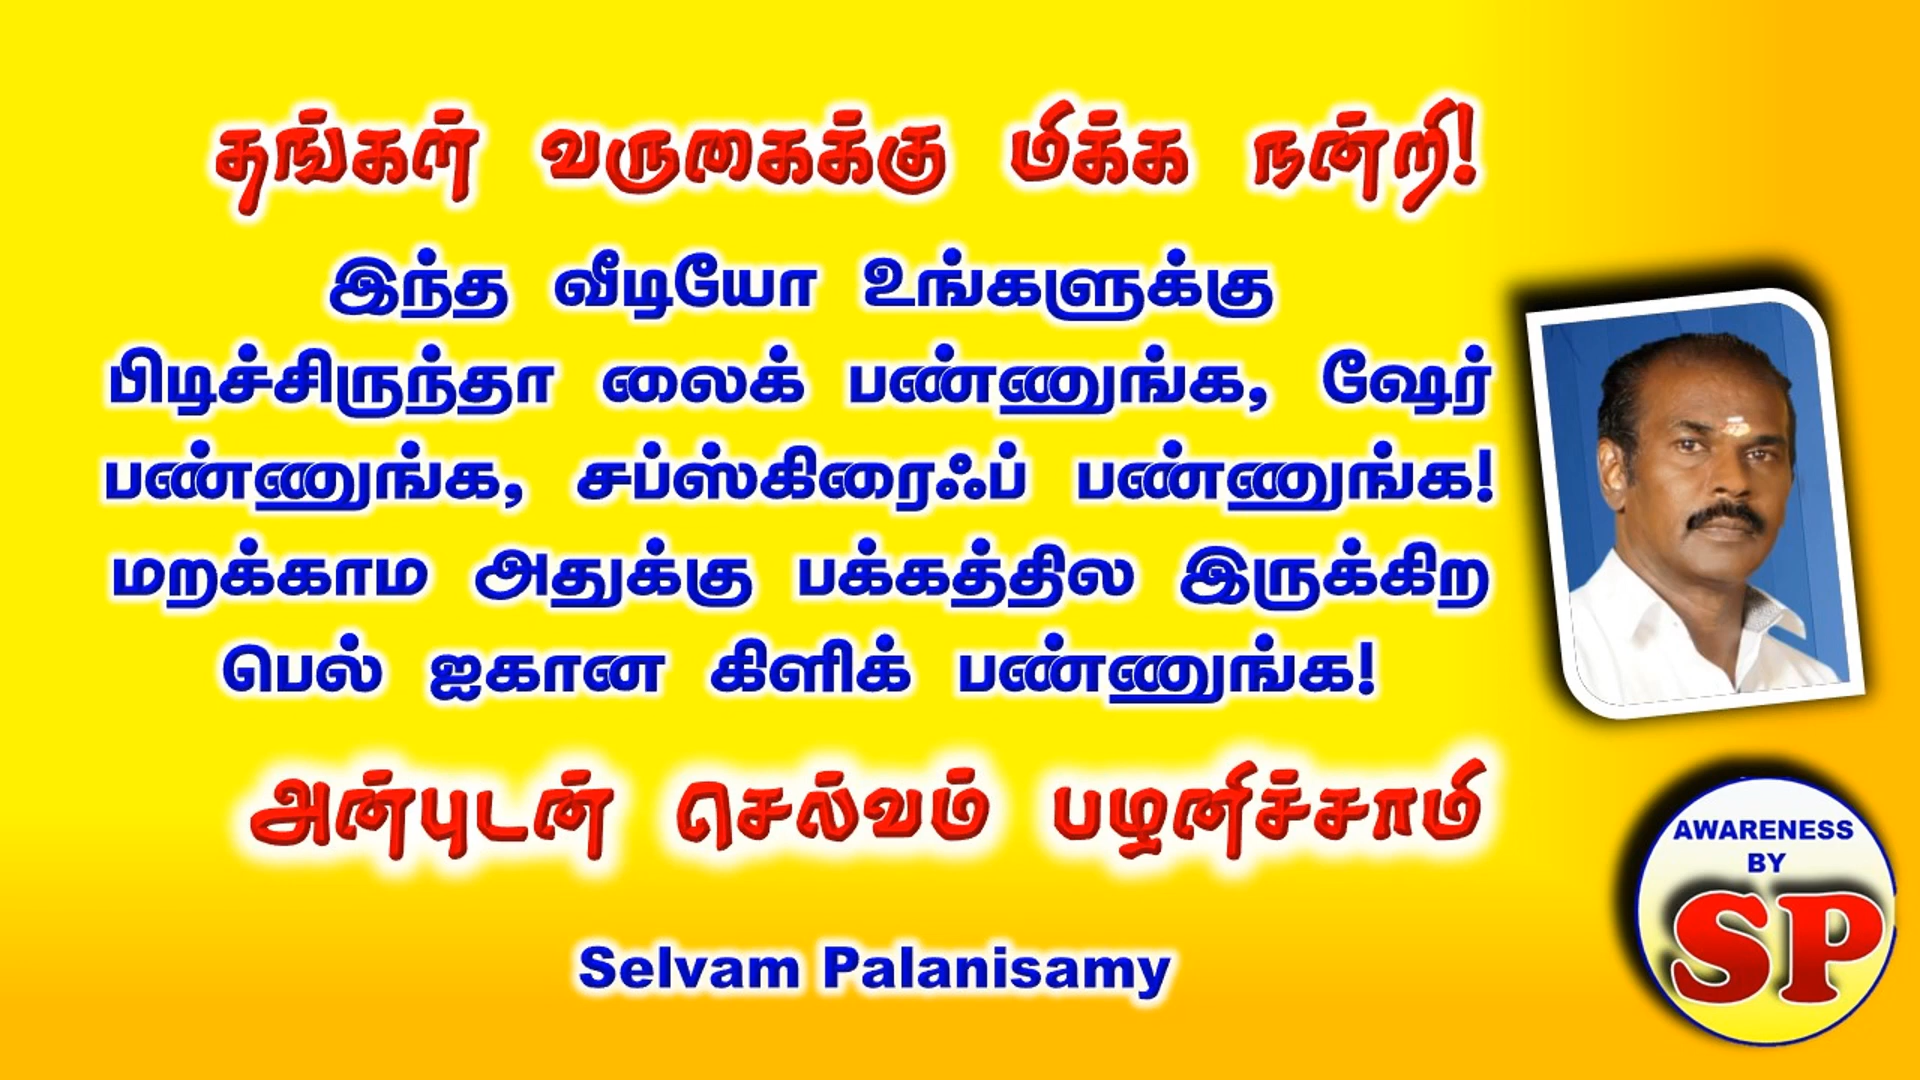 தங்கள் வருகைக்கு மிக்க நன்றி!
இந்த வீடியோ உங்களுக்கு
பிடிச்சிருந்தா லைக் பண்ணுங்க, ஷேர்
பண்ணுங்க, சப்ஸ்கிரைஃப் பண்ணுங்க!
மறக்காம அதுக்கு பக்கத்தில இருக்கிற
பெல் ஐகான கிளிக் பண்ணுங்க!
அன்புடன் செல்வம் பழனிச்சாமி
Selvam Palanisamy
AWARENESS
BY
SP